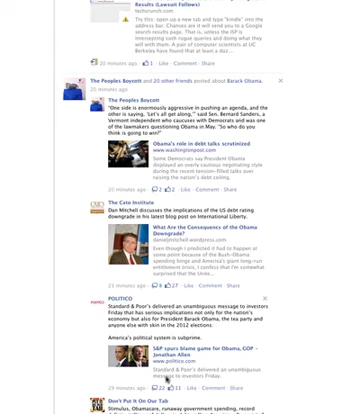 Results (Lawsuit Follows)
techcrunch.com
Try this: open up a new tab and type "kindle" into the
address bar. Chances are it will send you to a Google
search results page. That is, unless the ISP is
intercepting such rogue queries and doing what they
will with them. A pair of computer scientists at UC
Berkeley have found that at least a doz...
20 minutes ago · 1 · Like · Comment · Share
The Peoples Boycott and 20 other friends posted about Barack Obama.
20 minutes ago
The Peoples Boycott
"One side is enormously aggressive in pushing an agenda, and the
other is saying, 'Let's all get along,'" said Sen. Bernard Sanders, a
Vermont independent who caucuses with Democrats and was one
of the lawmakers questioning Obama in May. "So who do you
think is going to win?"
Obama's role in debt talks scrutinized
www.washingtonpost.com
Some Democrats say President Obama
displayed an overly cautious negotiating style
during the recent tension-filled talks over
raising the nation's debt ceiling.
20 minutes ago · 2 2 · Like · Comment · Share
The Cato Institute
Dan Mitchell discusses the implications of the US debt rating
downgrade in his latest blog post on International Liberty.
What Are the Consequences of the Obama
Downgrade?
danieljmitchell.wordpress.com
Even though I predicted it had to happen at
some point because of the Bush-Obama
spending binge and America's giant long-run
entitlement crisis, I confess that I'm somewhat
surprised that the Unite...
23 minutes ago · 8 27 · Like · Comment · Share
POLITICO
Standard & Poor's delivered an unambiguous message to investors
Friday that has serious implications not only for the nation's
economy but also for President Barack Obama, the tea party and
anyone else with skin in the 2012 elections:
America's political system is subprime.
S&P spurs blame game for Obama, GOP -
Jonathan Allen
www.politico.com
Standard & Poor's delivered an unambiguous
message to investors Friday.
29 minutes ago · 22 11 · Like · Comment · Share
Don't Put It On Our Tab
Stimulus, Obamacare, runaway government spending, record